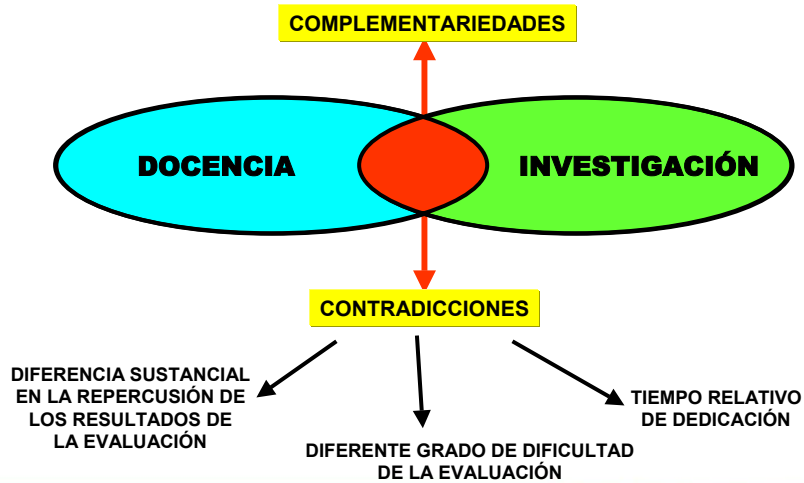 COMPLEMENTARIEDADES
DOCENCIA
INVESTIGACIÓN
CONTRADICCIONES
DIFERENCIA SUSTANCIAL
EN LA REPERCUSIÓN DE
LOS RESULTADOS DE
LA EVALUACIÓN
DIFERENTE GRADO DE DIFICULTAD
DE LA EVALUACIÓN
TIEMPO RELATIVO
DE DEDICACIÓN